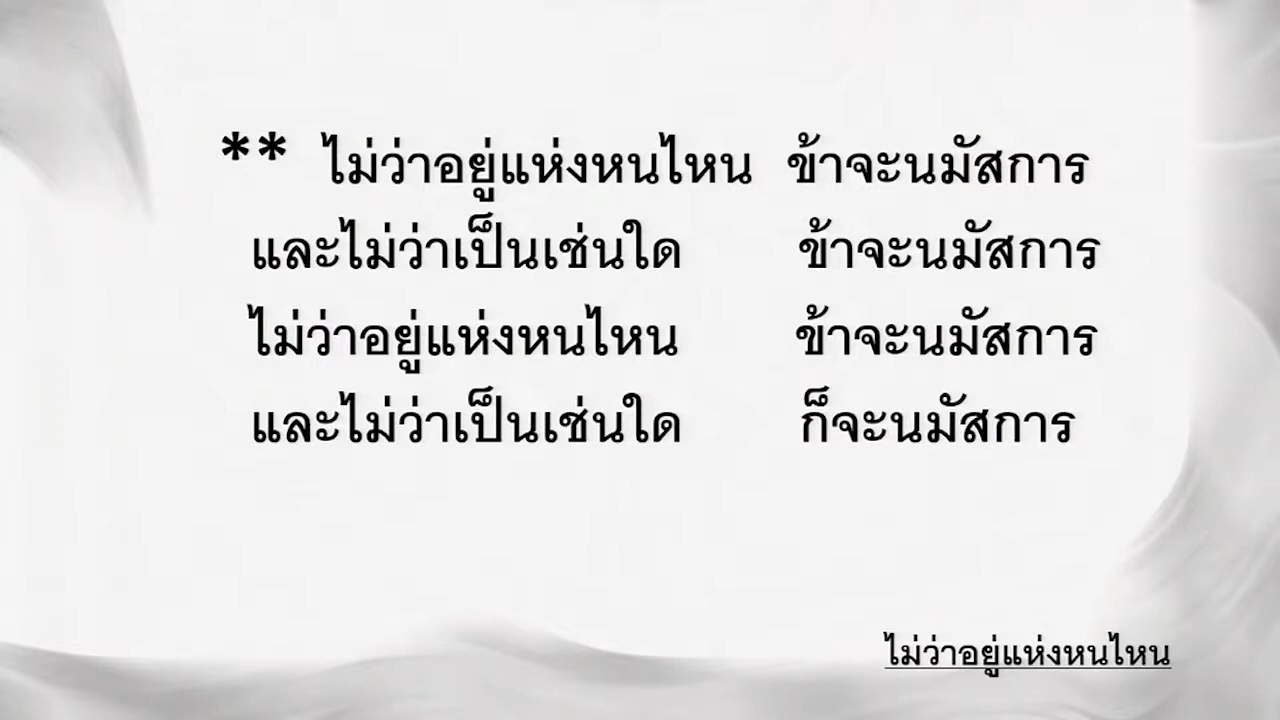 ** ไม่ว่าอยู่แห่งหนไหน ข้าจะนมัสการ
และไม่ว่าเป็นเช่นใด ข้าจะนมัสการ
ไม่ว่าอยู่แห่งหนไหน ข้าจะนมัสการ
และไม่ว่าเป็นเช่นใด ก็จะนมัสการ
ไม่ว่าอยู่แห่งหนไหน